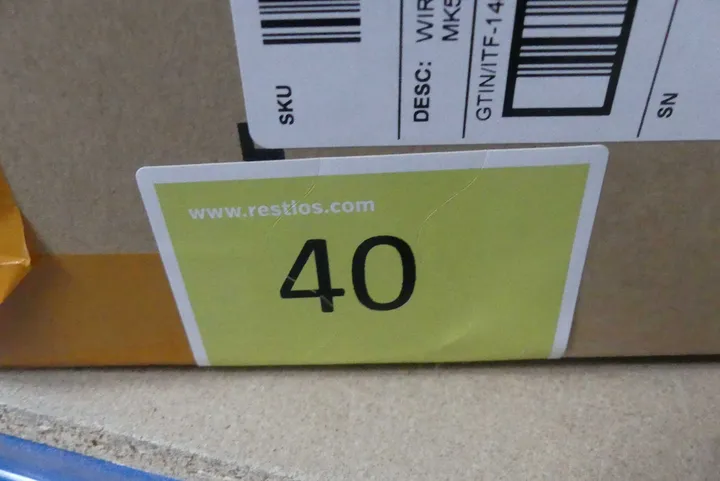 SKU
DESC: WIR
MK5
GTIN/ITF-14
SN
www.restlos.com
40